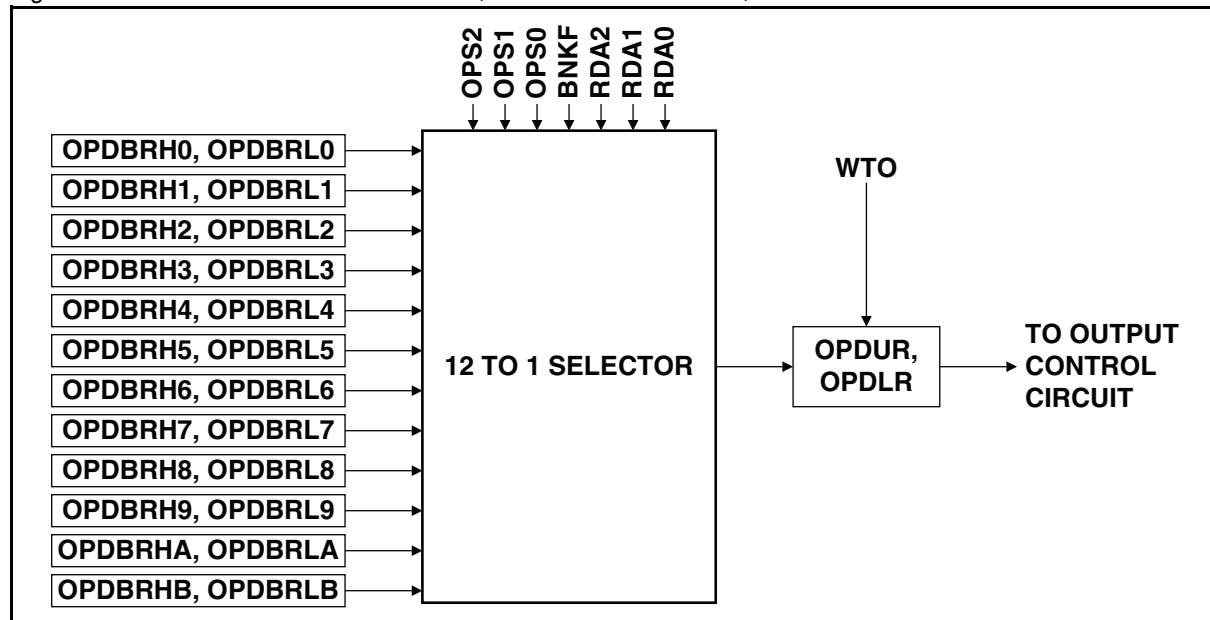 OPS2
OPS1
OPS0
BNKF
RDA2
RDA1
RDA0
OPDBRH0, OPDBRL0
OPDBRH1, OPDBRL1
OPDBRH2, OPDBRL2
OPDBRH3, OPDBRL3
OPDBRH4, OPDBRL4
OPDBRH5, OPDBRL5
OPDBRH6, OPDBRL6
OPDBRH7, OPDBRL7
OPDBRH8, OPDBRL8
OPDBRH9, OPDBRL9
OPDBRHA, OPDBRLA
OPDBRHB, OPDBRLB
12 TO 1 SELECTOR
WTO
OPDUR,
OPDLR
TO OUTPUT
CONTROL
CIRCUIT